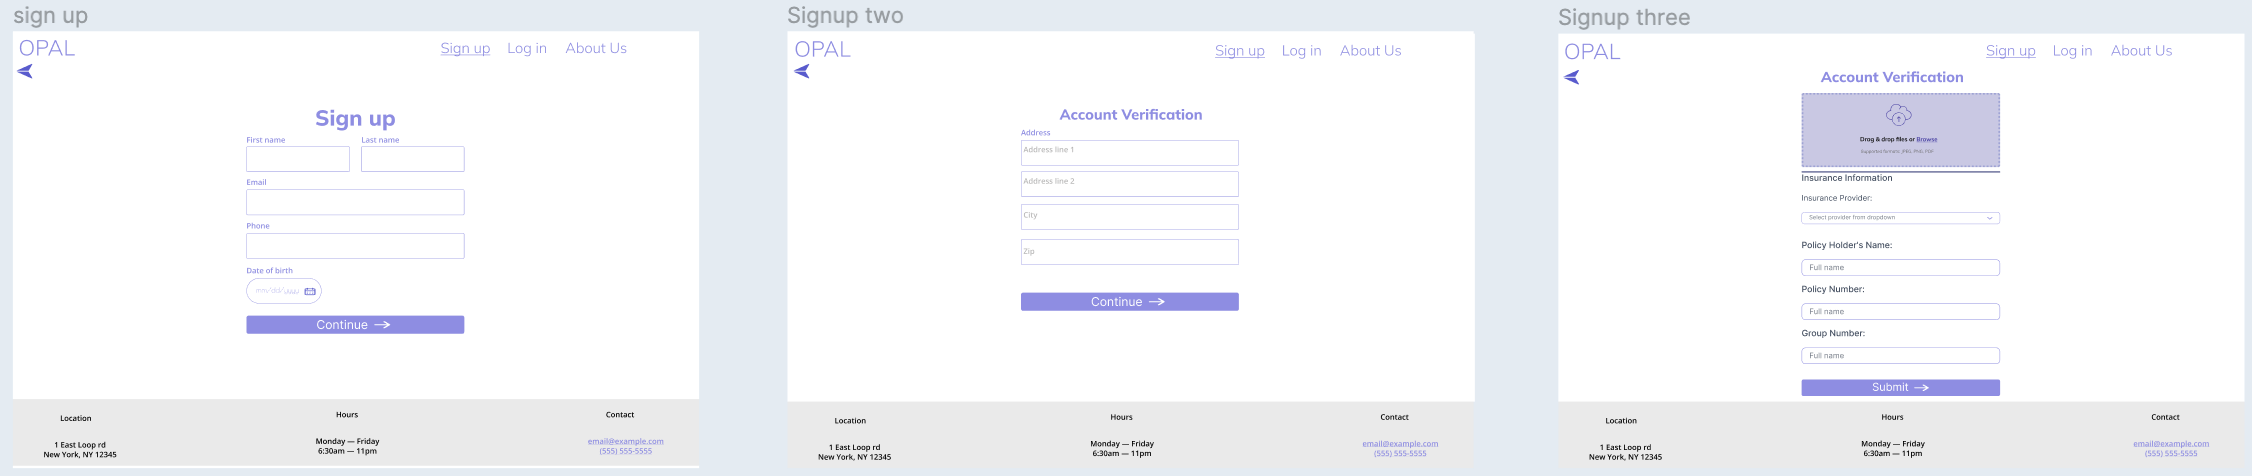 sign up
OPAL
Sign up Log in About Us
Sign up
First name Last name
Email
Phone
Date of birth
mm/dd/yyyy
Continue
Location Hours Contact
1 East Loop rd
New York, NY 12345
Monday — Friday
6:30am — 11pm
email@example.com
(555) 555-5555
Signup two
OPAL
Sign up Log in About Us
Account Verification
Address
Address line 1
Address line 2
City
Zip
Continue
Location Hours Contact
1 East Loop rd
New York, NY 12345
Monday — Friday
6:30am — 11pm
email@example.com
(555) 555-5555
Signup three
OPAL
Sign up Log in About Us
Account Verification
Drag & drop files or Browse
Supported formats: JPEG, PNG, PDF
Insurance Information
Insurance Provider:
Select provider from dropdown
Policy Holder's Name:
Full name
Policy Number:
Full name
Group Number:
Full name
Submit
Location Hours Contact
1 East Loop rd
New York, NY 12345
Monday — Friday
6:30am — 11pm
email@example.com
(555) 555-5555